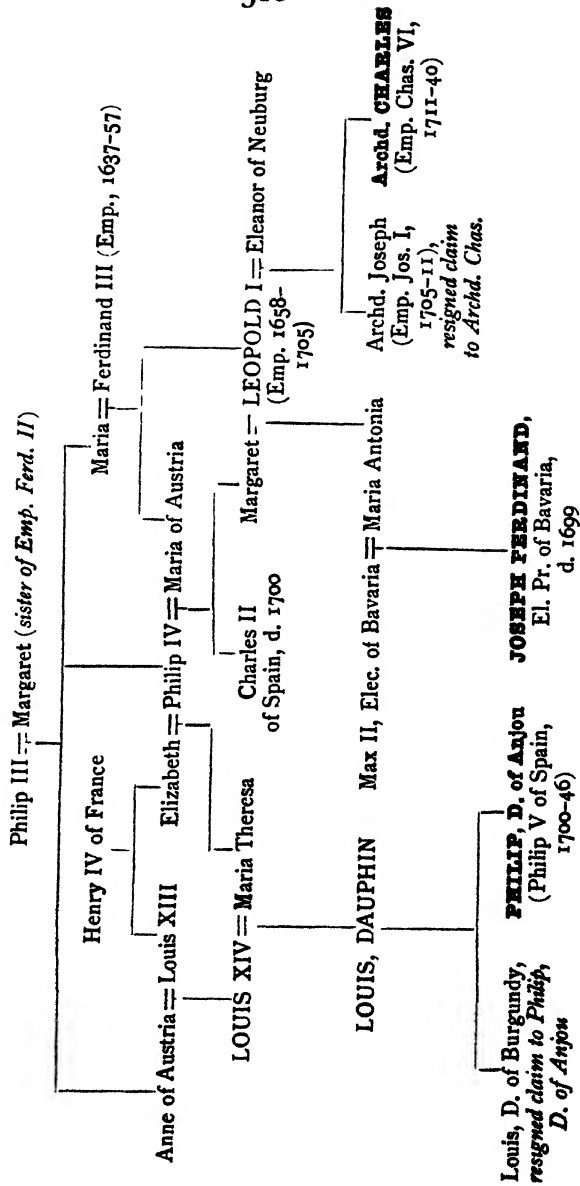 Philip III = Margaret (sister of Emp. Ferd. II)
Henry IV of France
Maria = Ferdinand III (Emp., 1637-57)
Anne of Austria = Louis XIII
Elizabeth = Philip IV = Maria of Austria
LOUIS XIV = Maria Theresa
Charles II
of Spain, d. 1700
Margaret = LEOPOLD I = Eleanor of Neuburg
(Emp. 1658-
1705)
LOUIS, DAUPHIN
Max II, Elec. of Bavaria = Maria Antonia
Archd. Joseph
(Emp. Jos. I,
1705-11),
resigned claim
to Archd. Chas.
Archd. CHARLES
(Emp. Chas. VI,
1711-40)
Louis, D. of Burgundy,
resigned claim to Philip,
D. of Anjou
PHILIP, D. of Anjou
(Philip V of Spain,
1700-46)
JOSEPH FERDINAND,
El. Pr. of Bavaria,
d. 1699